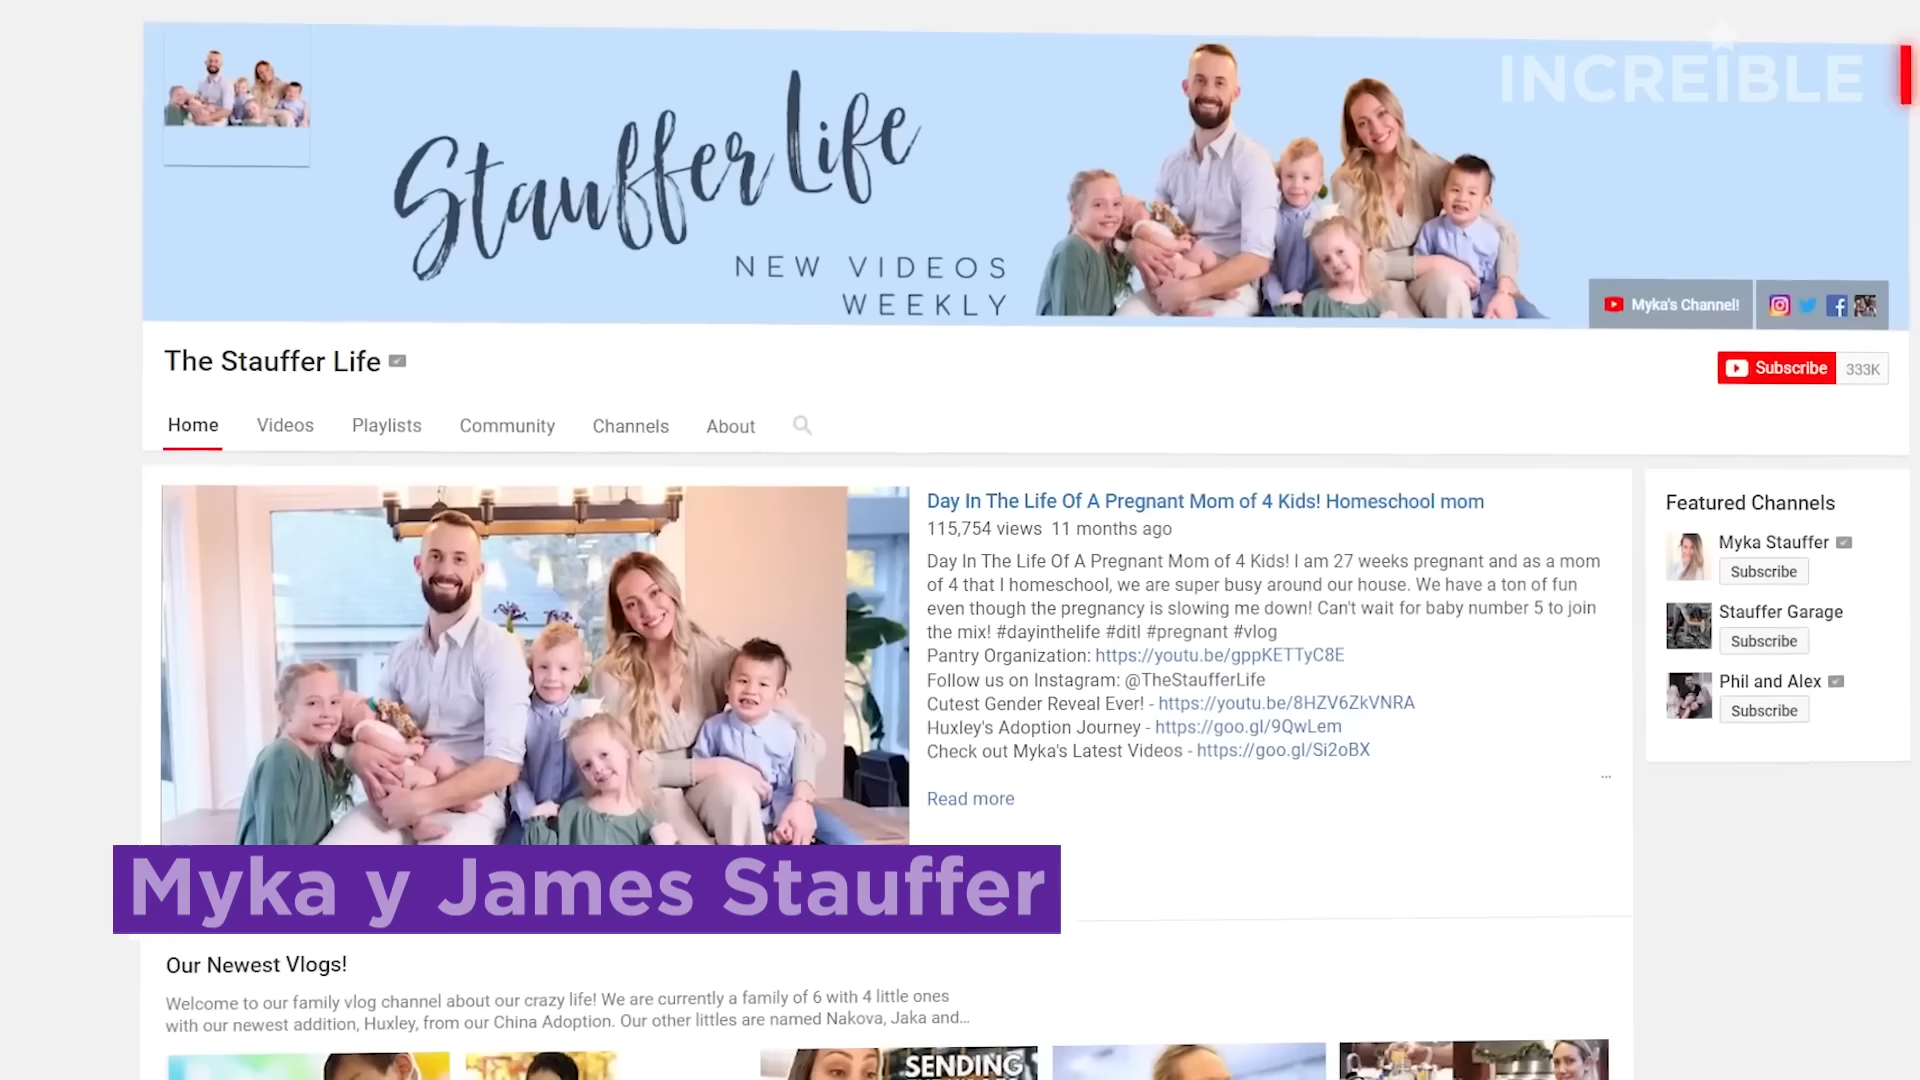 INCREÍBLE
Stauffer Life
NEW VIDEOS
WEEKLY
Myka's Channel!
The Stauffer Life
Subscribe 333K
Home Videos Playlists Community Channels About
Day In The Life Of A Pregnant Mom of 4 Kids! Homeschool mom
115,754 views 11 months ago
Day In The Life Of A Pregnant Mom of 4 Kids! I am 27 weeks pregnant and as a mom
of 4 that I homeschool, we are super busy around our house. We have a ton of fun
even though the pregnancy is slowing me down! Can't wait for baby number 5 to join
the mix! #dayinthelife #ditl #pregnant #vlog
Pantry Organization: https://youtu.be/gppKETTyC8E
Follow us on Instagram: @TheStaufferLife
Cutest Gender Reveal Ever! - https://youtu.be/8HZV6ZkVNRA
Huxley's Adoption Journey - https://goo.gl/9QwLem
Check out Myka's Latest Videos - https://goo.gl/Si2oBX
...
Read more
Featured Channels
Myka Stauffer
Subscribe
Stauffer Garage
Subscribe
Phil and Alex
Subscribe
Myka y James Stauffer
Our Newest Vlogs!
Welcome to our family vlog channel about our crazy life! We are currently a family of 6 with 4 little ones
with our newest addition, Huxley, from our China Adoption. Our other littles are named Nakova, Jaka and...
SENDING